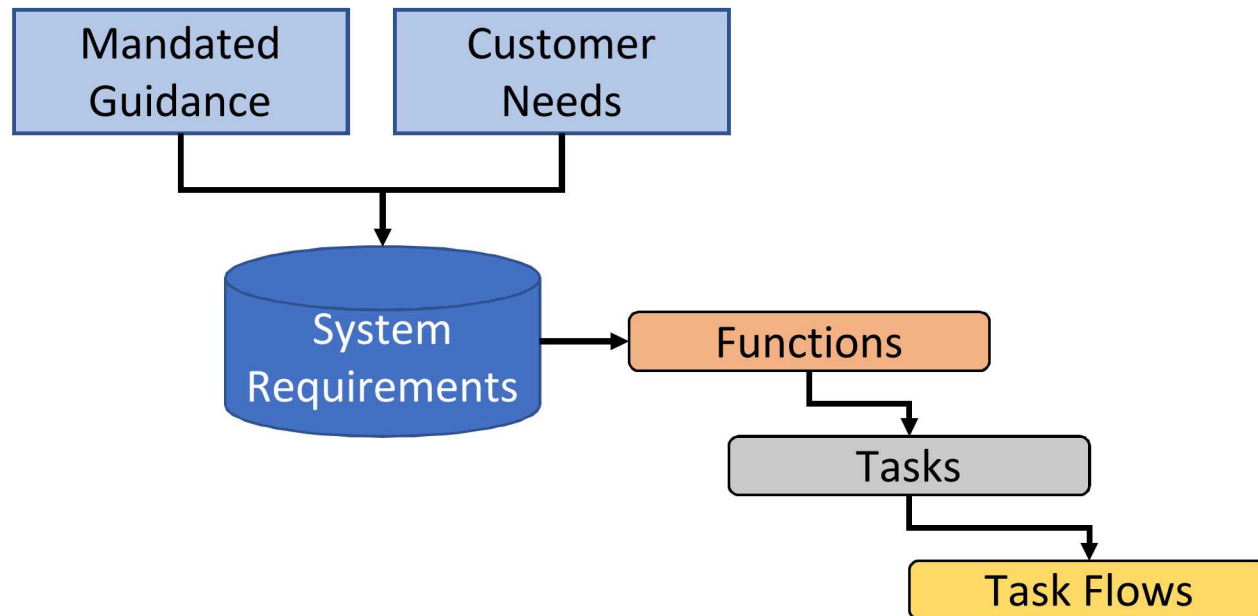 Mandated
Guidance
Customer
Needs
System
Requirements
Functions
Tasks
Task Flows